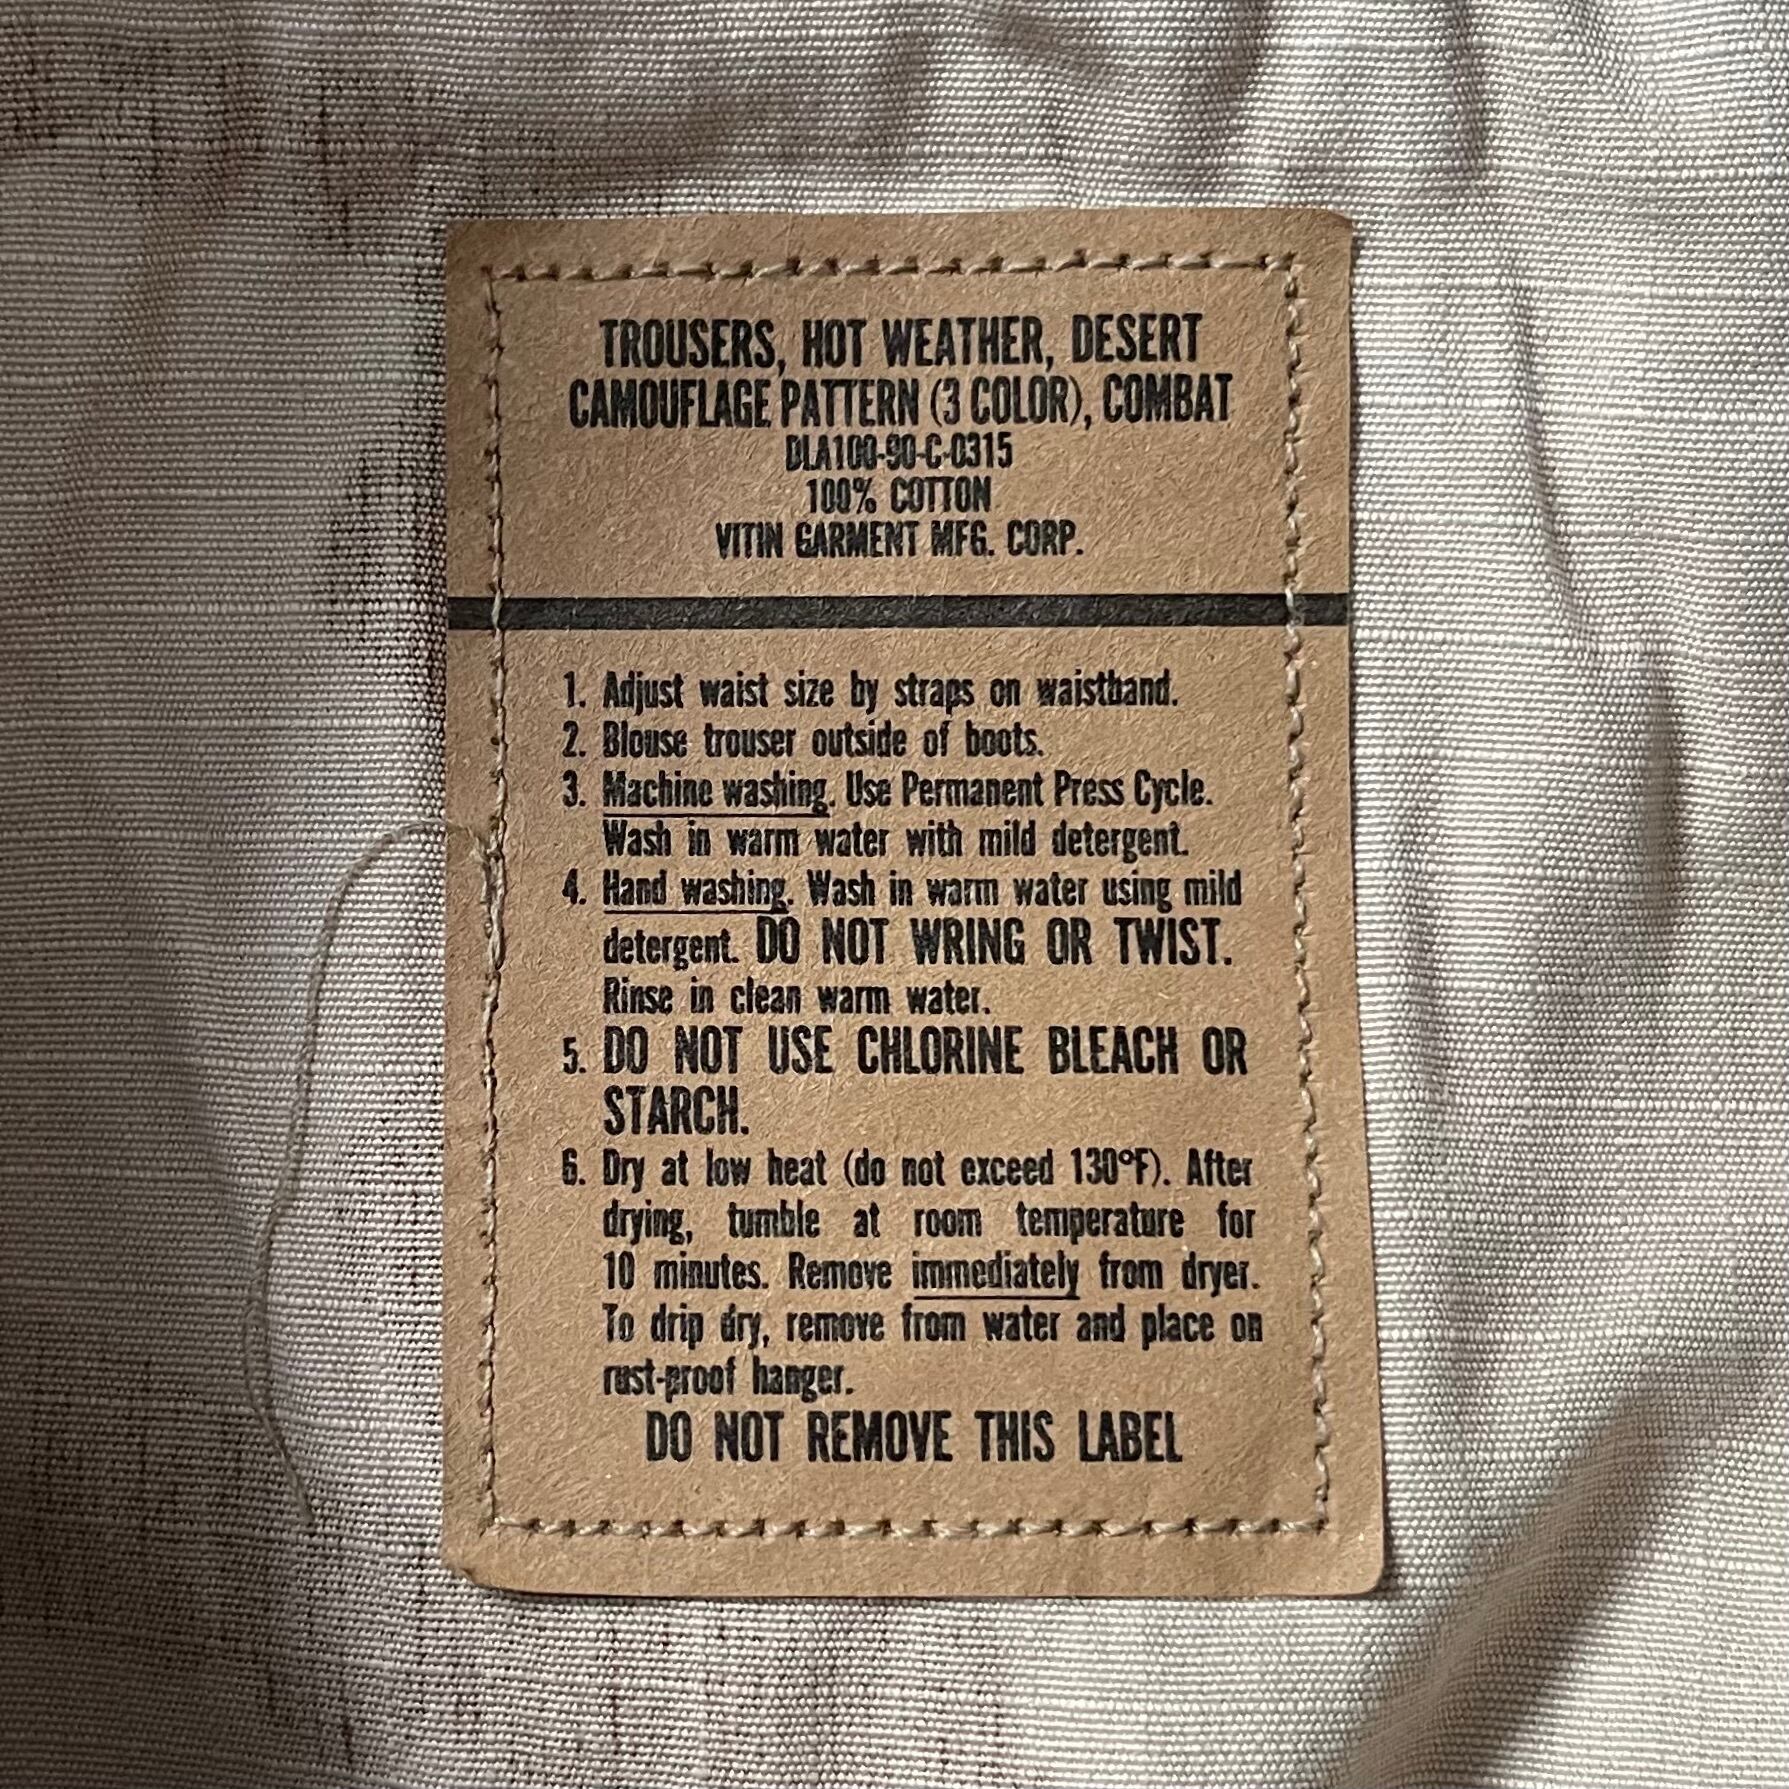 TROUSERS, HOT WEATHER, DESERT
CAMOUFLAGE PATTERN (3 COLOR), COMBAT
DLA100-90-C-0315
100% COTTON
VITIN GARMENT MFG. CORP.
1. Adjust waist size by straps on waistband.
2. Blouse trouser outside of boots.
3. Machine washing. Use Permanent Press Cycle.
Wash in warm water with mild detergent.
4. Hand washing. Wash in warm water using mild
detergent. DO NOT WRING OR TWIST.
Rinse in clean warm water.
5. DO NOT USE CHLORINE BLEACH OR
STARCH.
6. Dry at low heat (do not exceed 130°F). After
drying, tumble at room temperature for
10 minutes. Remove immediately from dryer.
To drip dry, remove from water and place on
rust-proof hanger.
DO NOT REMOVE THIS LABEL